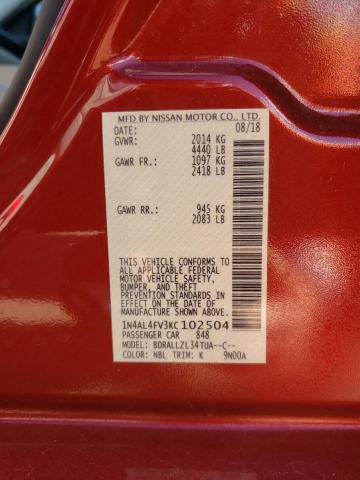 MFD BY NISSAN MOTOR CO., LTD.
DATE: 08/18
GVWR: 2014 KG
4440 LB
GAWR FR.: 1097 KG
2418 LB
GAWR RR.: 945 KG
2083 LB
THIS VEHICLE CONFORMS TO ALL
APPLICABLE FEDERAL MOTOR
VEHICLE SAFETY,
BUMPER, AND THEFT
PREVENTION STANDARDS IN
EFFECT ON THE DATE OF
MANUFACTURE SHOWN ABOVE.
1N4AL4FV3KC102504
PASSENGER CAR 848
MODEL: BDRALLZL34TUA--C--
COLOR: NBL TRIM: K 9N00A